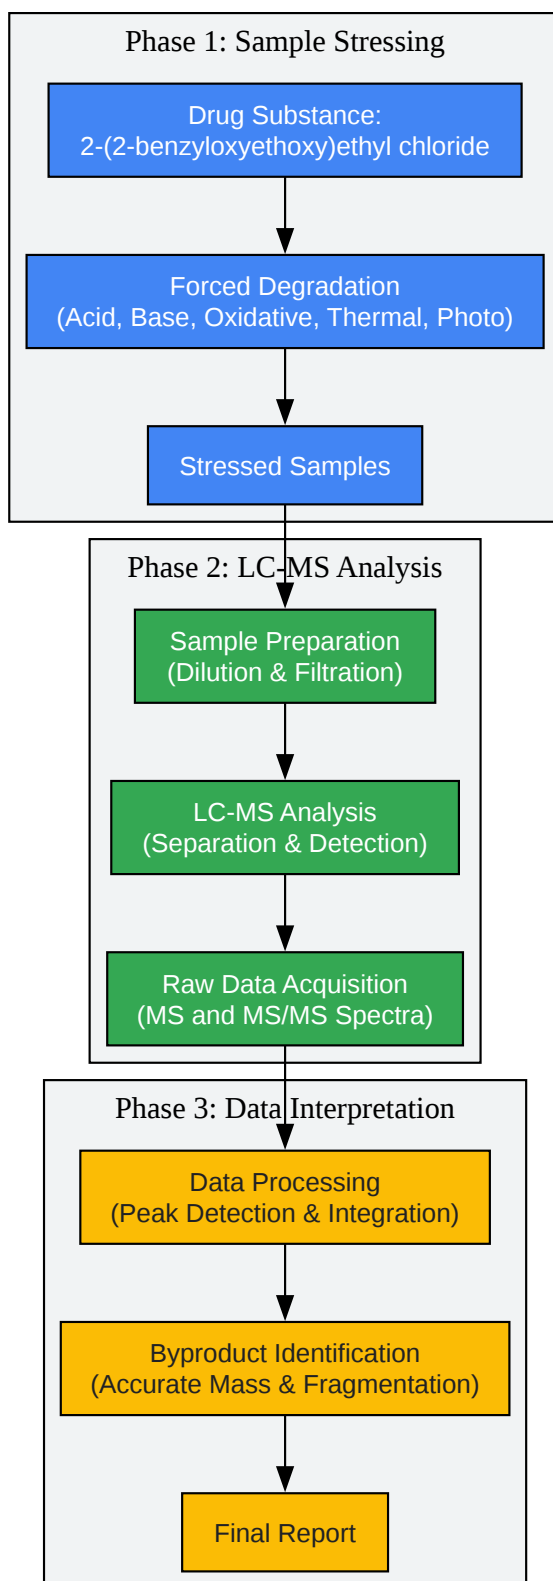 Phase 1: Sample Stressing
Drug Substance:
2-(2-benzyloxyethoxy)ethyl chloride
Forced Degradation
(Acid, Base, Oxidative, Thermal, Photo)
Stressed Samples
Phase 2: LC-MS Analysis
Sample Preparation
(Dilution & Filtration)
LC-MS Analysis
(Separation & Detection)
Raw Data Acquisition
(MS and MS/MS Spectra)
Phase 3: Data Interpretation
Data Processing
(Peak Detection & Integration)
Byproduct Identification
(Accurate Mass & Fragmentation)
Final Report